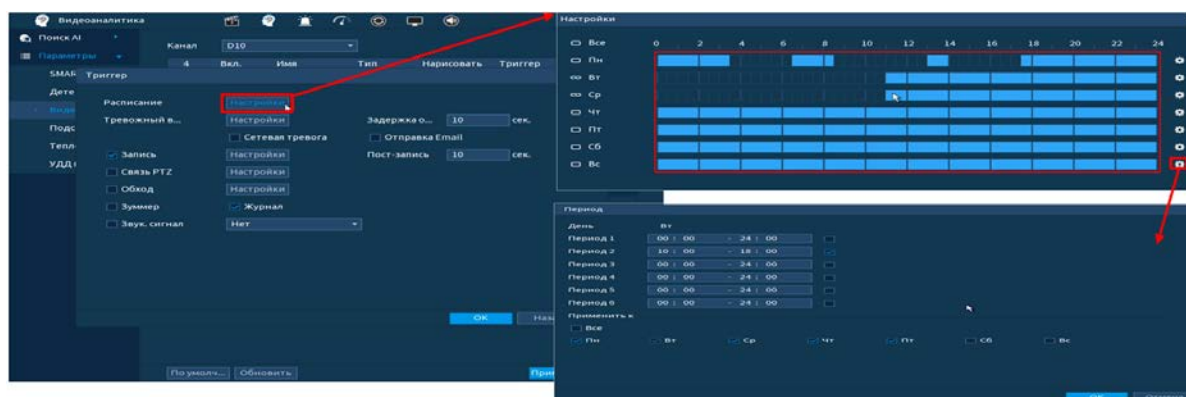 Видеоаналитика
Поиск AI
Параметры
Канал D10
4 Вкл. Имя Тип Нарисовать Триггер
SMAR
Триггер
Дете
Расписание Настройки
Тревожный в... Настройки Задержка о... 10 сек.
Подс
Сетевая тревога Отправка Email
Тепл
Запись Настройки Пост-запись 10 сек.
УДД
Связь PTZ Настройки
Обход Настройки
Зуммер Журнал
Звук. сигнал Нет
ОК Наза
По умолч... Обновить При
Настройки
Все 0 2 4 6 8 10 12 14 16 18 20 22 24
Пн
Вт
Ср
Чт
Пт
Сб
Вс
Период
День Вт
Период 1 00 : 00 - 24 : 00
Период 2 10 : 00 - 18 : 00
Период 3 00 : 00 - 24 : 00
Период 4 00 : 00 - 24 : 00
Период 5 00 : 00 - 24 : 00
Период 6 00 : 00 - 24 : 00
Применить к
Все
Пн Вт Ср Чт Пт Сб Вс
ОК